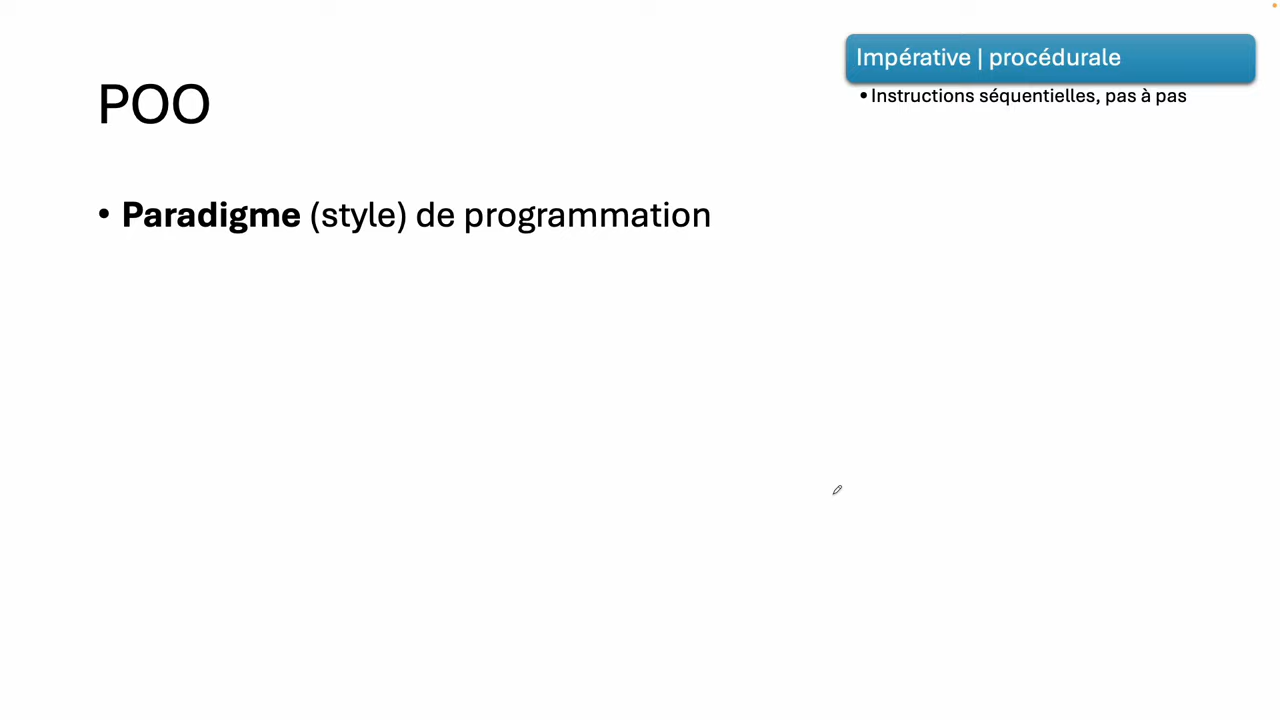 POO
• Paradigme (style) de programmation
Impérative | procédurale
• Instructions séquentielles, pas à pas